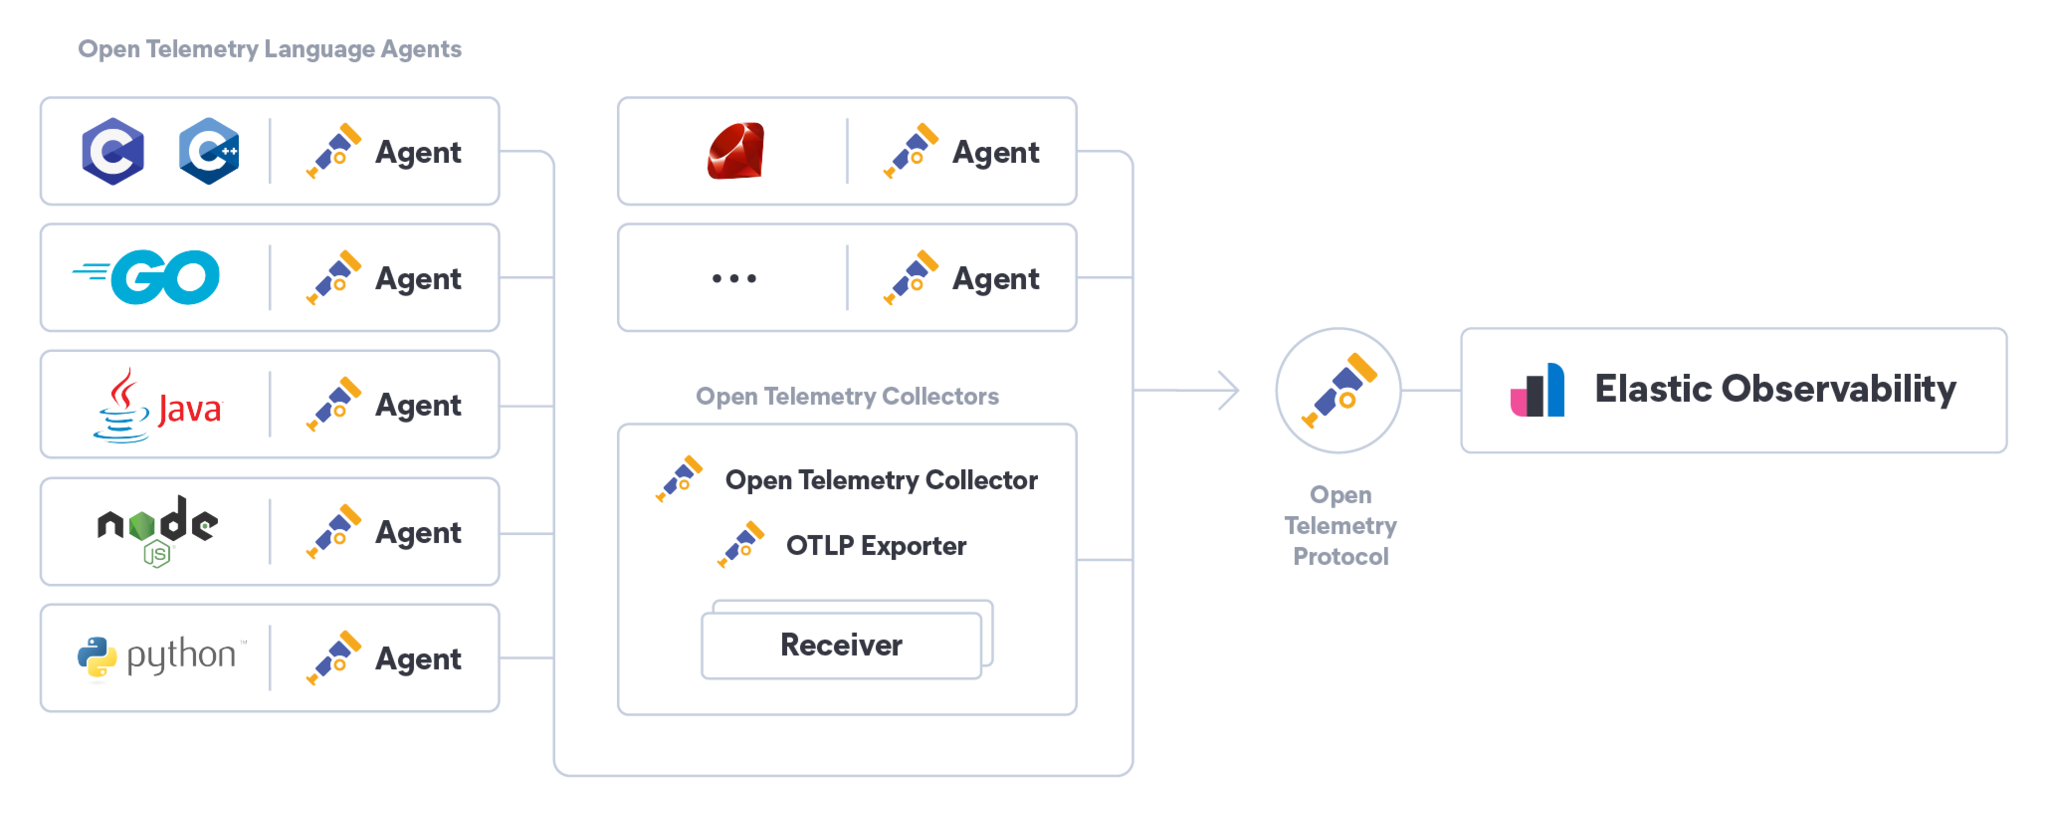 Open Telemetry Language Agents
C
C++
Agent
GO
Agent
Java
Agent
node
JS
Agent
python™
Agent
Agent
... Agent
Open Telemetry Collectors
Open Telemetry Collector
OTLP Exporter
Receiver
Open
Telemetry
Protocol
Elastic Observability